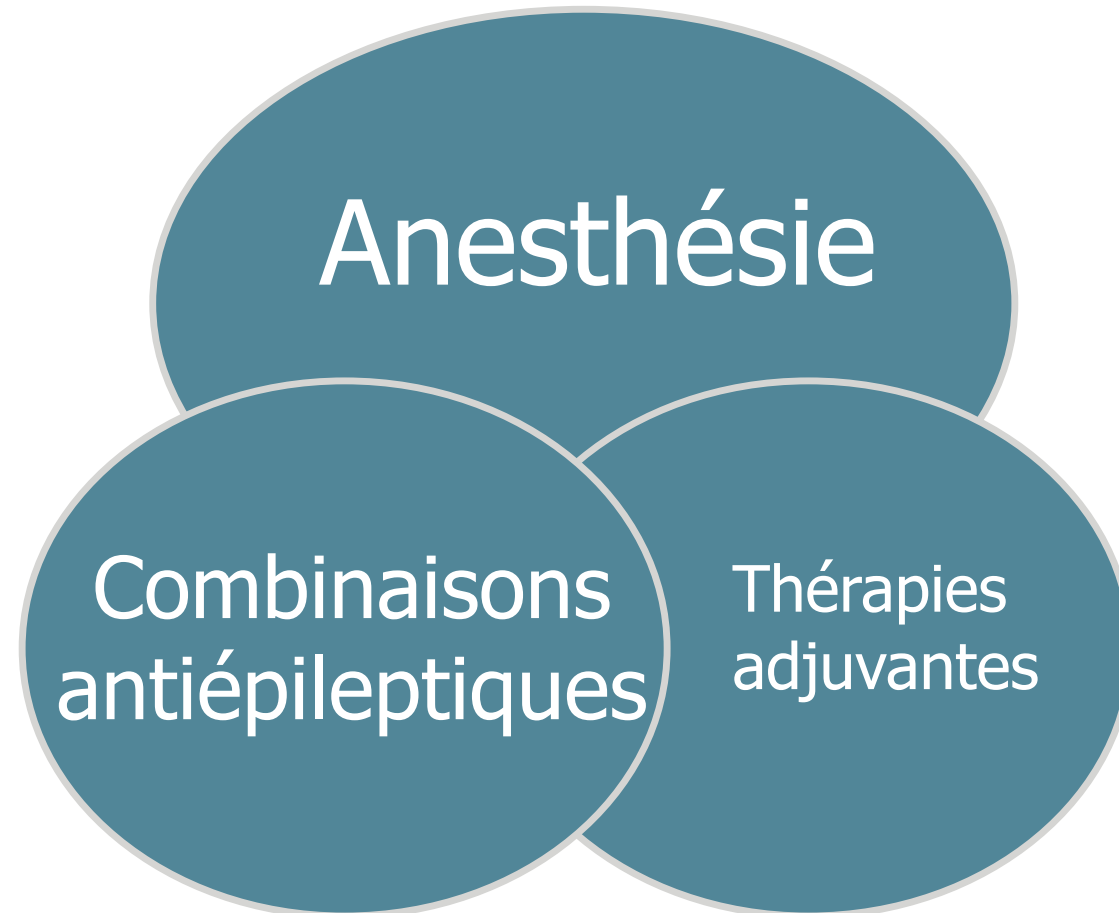 Anesthésie
Combinaisons
antiépileptiques
Thérapies
adjuvantes